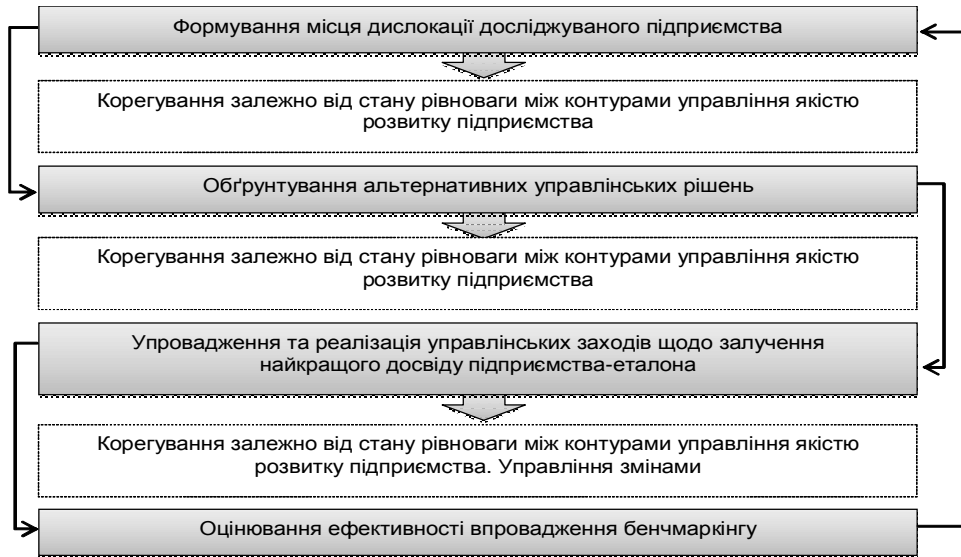 Формування місця дислокації досліджуваного підприємства
Корегування залежно від стану рівноваги між контурами управління якістю
розвитку підприємства
Обґрунтування альтернативних управлінських рішень
Корегування залежно від стану рівноваги між контурами управління якістю
розвитку підприємства
Упровадження та реалізація управлінських заходів щодо залучення
найкращого досвіду підприємства-еталона
Корегування залежно від стану рівноваги між контурами управління якістю
розвитку підприємства. Управління змінами
Оцінювання ефективності впровадження бенчмаркінгу